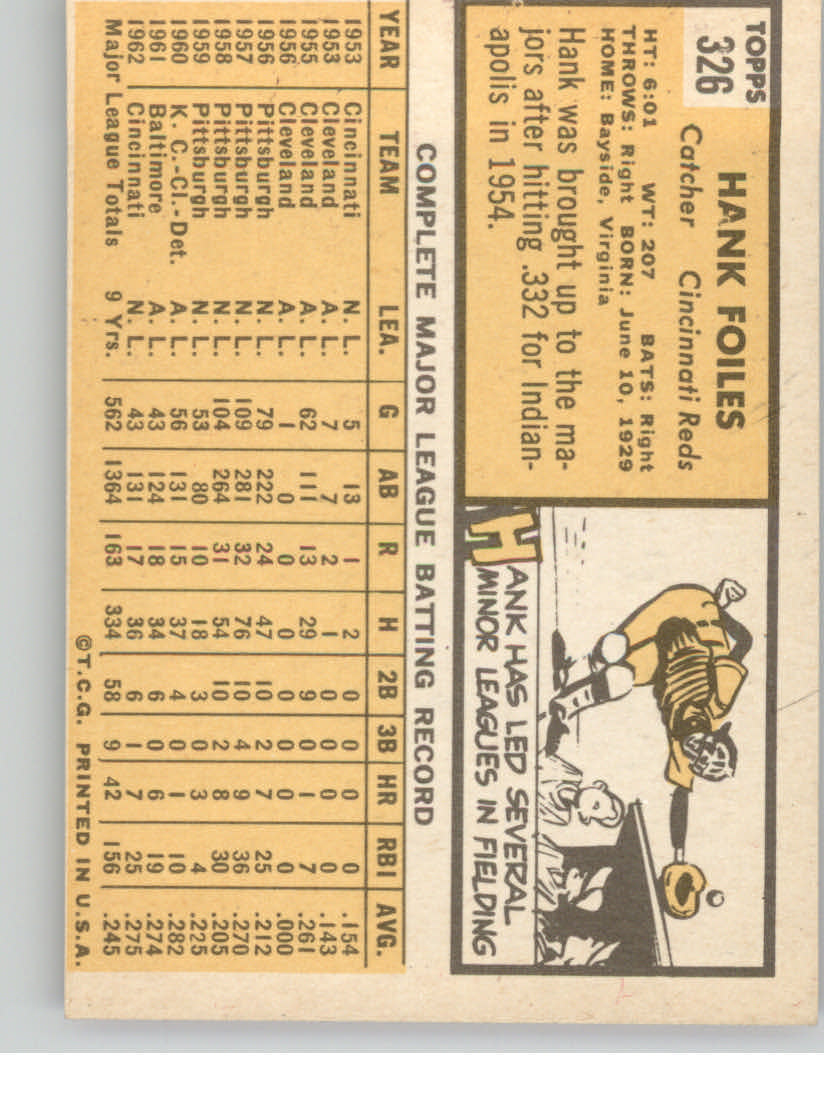 TOPPS
326
HANK FOILES
Catcher Cincinnati Reds
HT: 6:01 WT: 207 BATS: Right
THROWS: Right BORN: June 10, 1929
HOME: Bayside, Virginia
Hank was brought up to the ma-
jors after hitting .332 for Indian-
apolis in 1954.
HANK HAS LED SEVERAL
MINOR LEAGUES IN FIELDING
COMPLETE MAJOR LEAGUE BATTING RECORD
YEAR TEAM LEA. G AB R H 2B 3B HR RBI AVG.
1953 Cincinnati N. L. 5 13 1 2 0 0 0 0 .154
1953 Cleveland A. L. 7 7 2 1 0 0 0 0 .143
1955 Cleveland A. L. 62 111 13 29 9 0 1 7 .261
1956 Cleveland A. L. 1 0 0 0 0 0 0 0 .000
1956 Pittsburgh N. L. 79 222 24 47 10 2 7 25 .212
1957 Pittsburgh N. L. 109 281 32 76 10 4 9 36 .270
1958 Pittsburgh N. L. 104 264 31 54 10 2 8 30 .205
1959 Pittsburgh N. L. 53 80 10 18 3 0 3 4 .225
1960 K. C.-Cl.-Det. A. L. 56 131 15 37 4 0 1 10 .282
1961 Baltimore A. L. 43 124 18 34 6 0 6 19 .274
1962 Cincinnati N. L. 43 131 17 36 6 1 7 25 .275
Major League Totals 9 Yrs. 562 1364 163 334 58 9 42 156 .245
©T.C.G. PRINTED IN U.S.A.